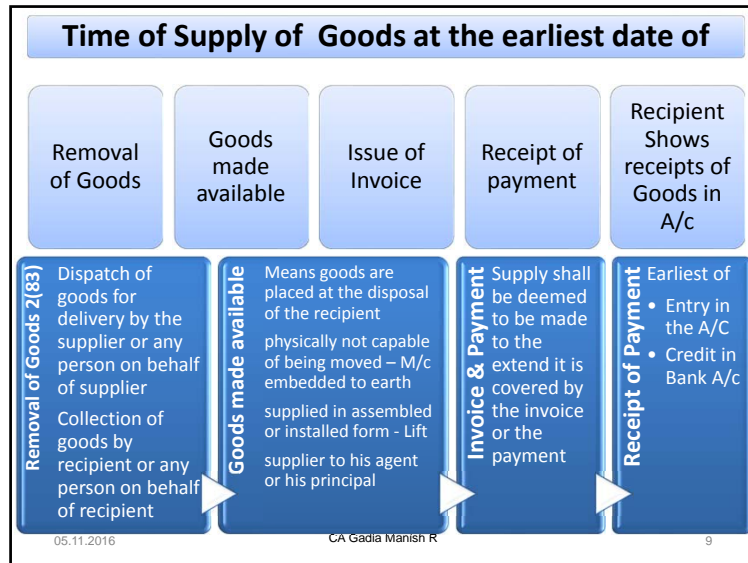 Time of Supply of Goods at the earliest date of
Removal
of Goods
Goods
made
available
Issue of
Invoice
Receipt of
payment
Recipient
Shows
receipts of
Goods in
A/c
Removal of Goods 2(83)
Dispatch of
goods for
delivery by the
supplier or any
person on behalf
of supplier
Collection of
goods by
recipient or any
person on behalf
of recipient
Goods made available
Means goods are
placed at the disposal
of the recipient
physically not capable
of being moved – M/c
embedded to earth
supplied in assembled
or installed form - Lift
supplier to his agent
or his principal
Invoice & Payment
Supply shall
be deemed
to be made
to the
extend it is
covered by
the invoice
or the
payment
Receipt of Payment
Earliest of
• Entry in
the A/C
• Credit in
Bank A/c
05.11.2016
CA Gadia Manish R
9